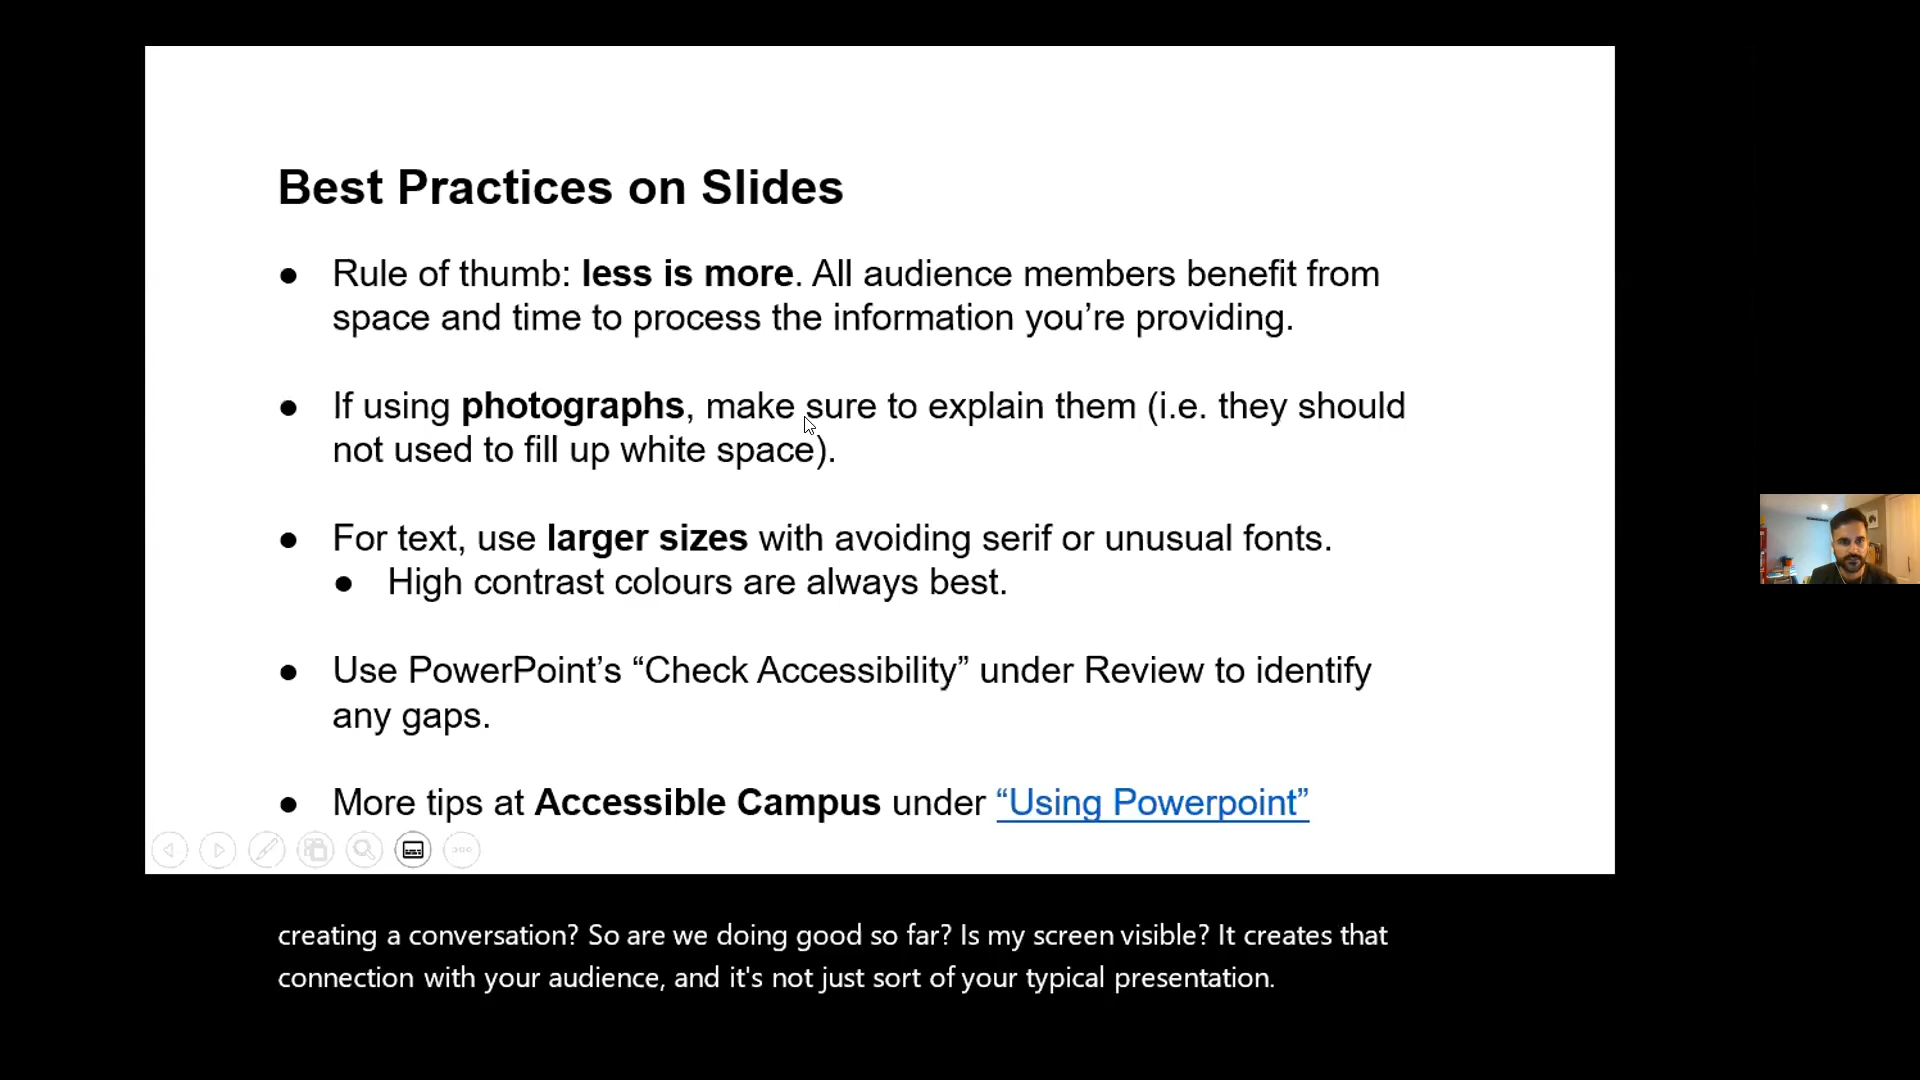 Best Practices on Slides
● Rule of thumb: less is more. All audience members benefit from
space and time to process the information you’re providing.
● If using photographs, make sure to explain them (i.e. they should
not used to fill up white space).
● For text, use larger sizes with avoiding serif or unusual fonts.
● High contrast colours are always best.
● Use PowerPoint’s “Check Accessibility” under Review to identify
any gaps.
● More tips at Accessible Campus under “Using Powerpoint”
creating a conversation? So are we doing good so far? Is my screen visible? It creates that
connection with your audience, and it's not just sort of your typical presentation.